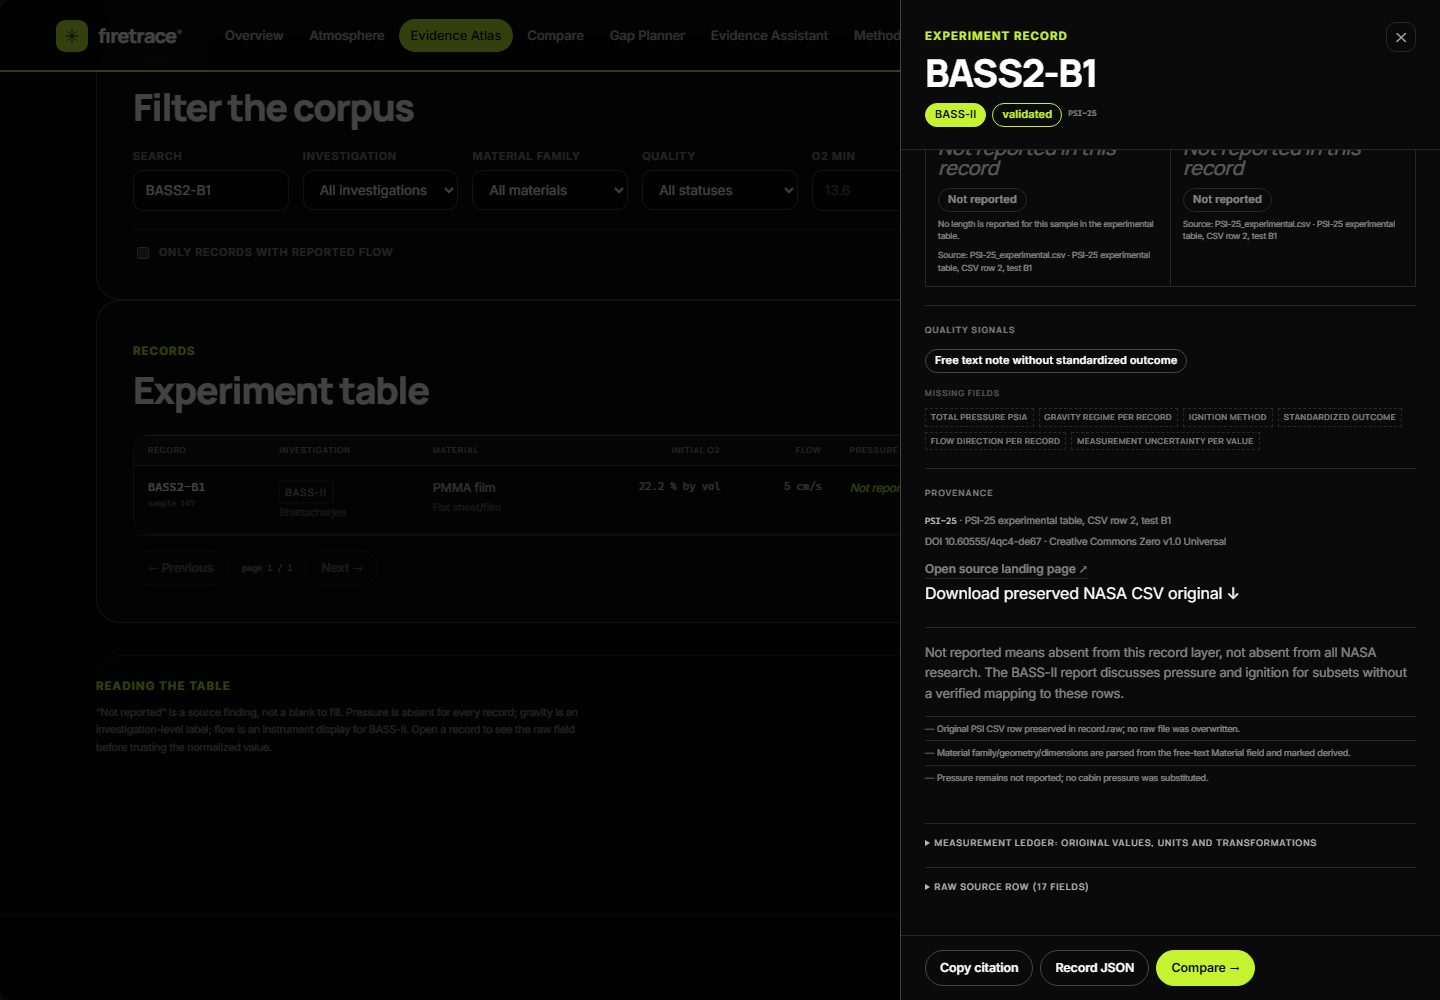 firetrace
Overview
Atmosphere
Evidence Atlas
Compare
Gap Planner
Evidence Assistant
Method
Filter the corpus
SEARCH
INVESTIGATION
MATERIAL FAMILY
QUALITY
O2 MIN
BASS2-B1
All investigations
All materials
All statuses
13.6
ONLY RECORDS WITH REPORTED FLOW
RECORDS
Experiment table
RECORD
INVESTIGATION
MATERIAL
INITIAL O2
FLOW
PRESSURE
BASS2-B1
BASS-II
PMMA film
22.2 % by vol
5 cm/s
Not repor
sample 147
Bhattacharjee
Flat sheet/film
← Previous
page 1 / 1
Next →
READING THE TABLE
"Not reported" is a source finding, not a blank to fill. Pressure is absent for every record; gravity is an
investigation-level label; flow is an instrument display for BASS-II. Open a record to see the raw field
before trusting the normalized value.
EXPERIMENT RECORD
BASS2-B1
BASS-II
validated
PSI-25
Not reported in this
record
Not reported
No length is reported for this sample in the experimental
table.
Source: PSI-25_experimental.csv · PSI-25 experimental
table, CSV row 2, test B1
Not reported in this
record
Not reported
Source: PSI-25_experimental.csv · PSI-25 experimental
table, CSV row 2, test B1
QUALITY SIGNALS
Free text note without standardized outcome
MISSING FIELDS
TOTAL PRESSURE PSIA
GRAVITY REGIME PER RECORD
IGNITION METHOD
STANDARDIZED OUTCOME
FLOW DIRECTION PER RECORD
MEASUREMENT UNCERTAINTY PER VALUE
PROVENANCE
PSI-25 · PSI-25 experimental table, CSV row 2, test B1
DOI 10.60555/4qc4-de67 · Creative Commons Zero v1.0 Universal
Open source landing page ↗
Download preserved NASA CSV original ↓
Not reported means absent from this record layer, not absent from all NASA
research. The BASS-II report discusses pressure and ignition for subsets without
a verified mapping to these rows.
— Original PSI CSV row preserved in record.raw; no raw file was overwritten.
— Material family/geometry/dimensions are parsed from the free-text Material field and marked derived.
— Pressure remains not reported; no cabin pressure was substituted.
MEASUREMENT LEDGER: ORIGINAL VALUES, UNITS AND TRANSFORMATIONS
RAW SOURCE ROW (17 FIELDS)
Copy citation
Record JSON
Compare →